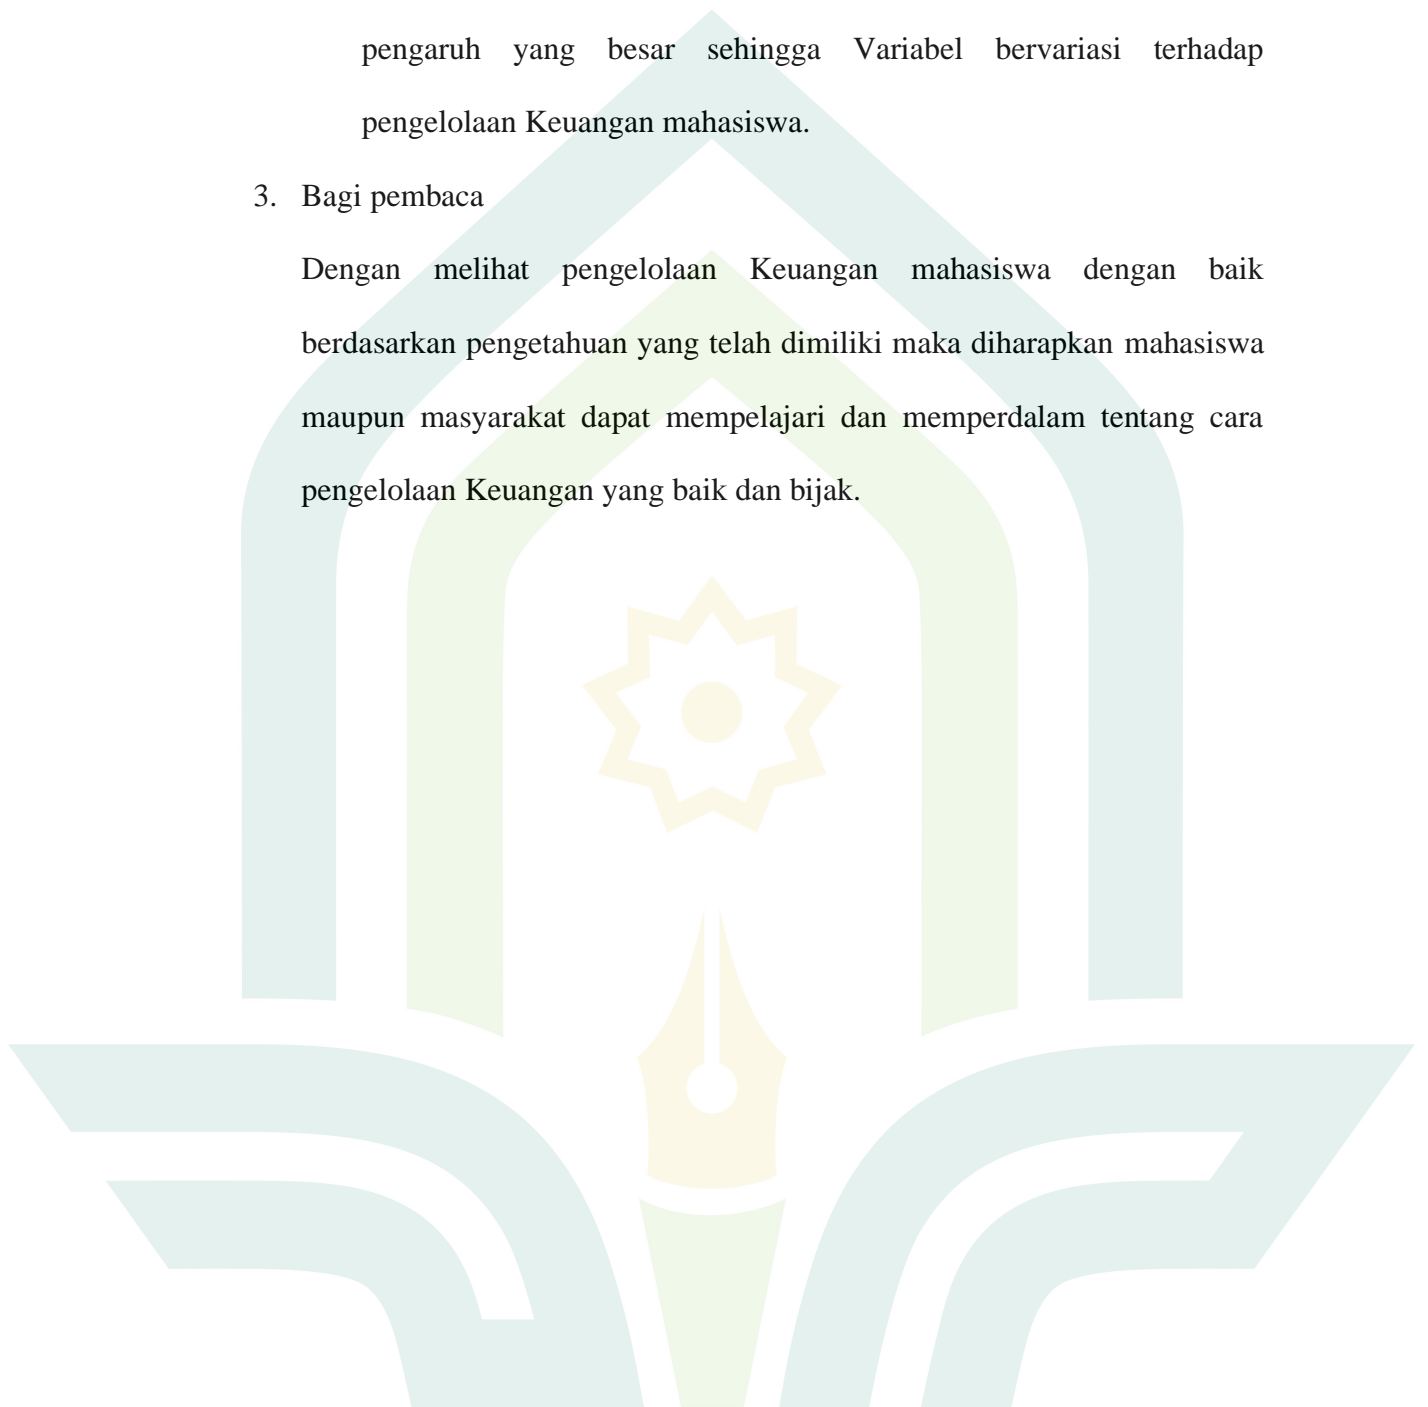 pengaruh yang besar sehingga Variabel bervariasi terhadap
pengelolaan Keuangan mahasiswa.
3. Bagi pembaca
Dengan melihat pengelolaan Keuangan mahasiswa dengan baik
berdasarkan pengetahuan yang telah dimiliki maka diharapkan mahasiswa
maupun masyarakat dapat mempelajari dan memperdalam tentang cara
pengelolaan Keuangan yang baik dan bijak.